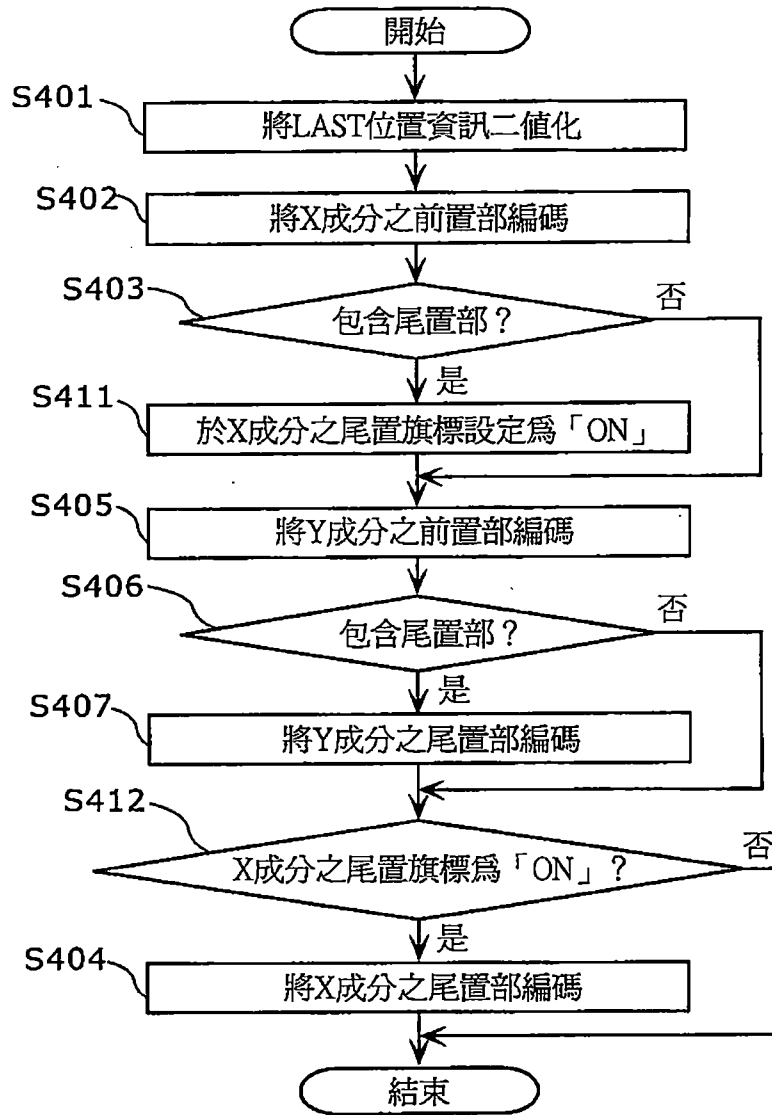 開始
S401
將LAST位置資訊二値化
S402
將X成分之前置部編碼
S403
包含尾置部？
否
是
S411
於X成分之尾置旗標設定爲「ON」
S405
將Y成分之前置部編碼
S406
包含尾置部？
否
是
S407
將Y成分之尾置部編碼
S412
X成分之尾置旗標爲「ON」？
否
是
S404
將X成分之尾置部編碼
結束